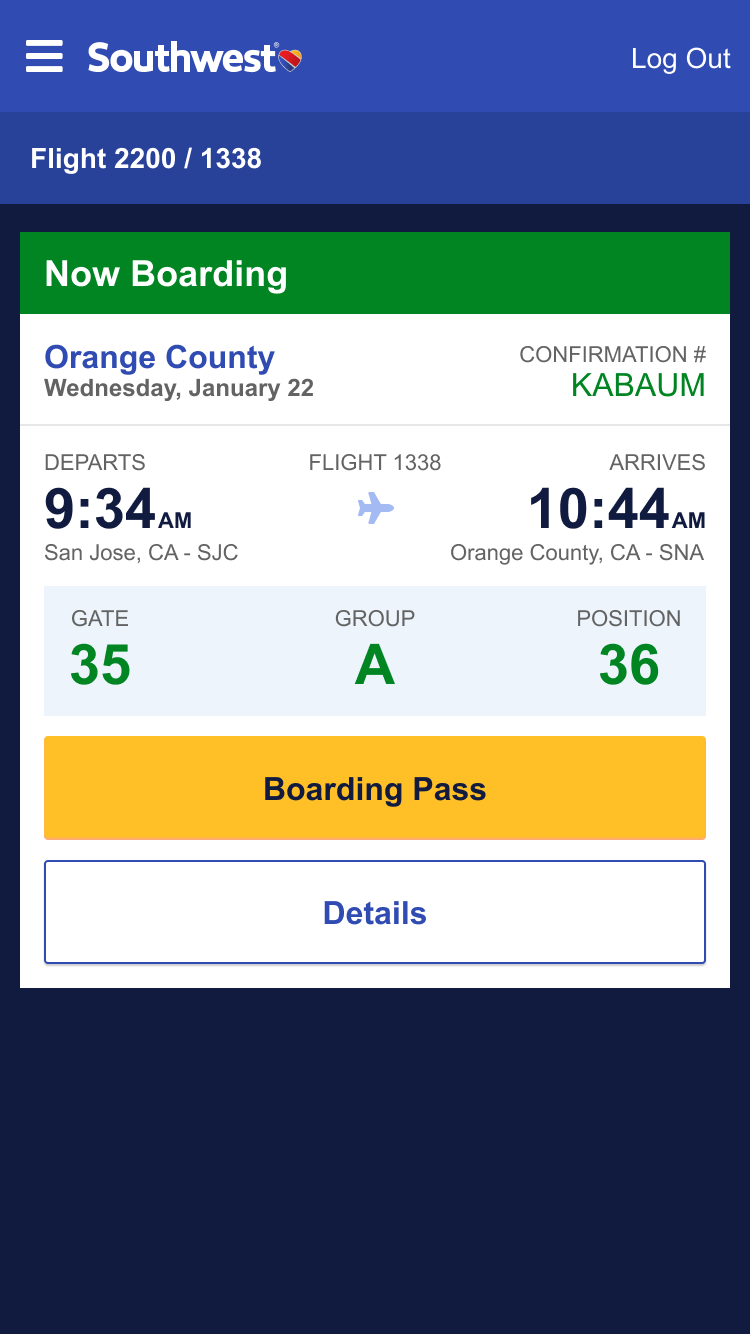 Southwest® Log Out
Flight 2200 / 1338
Now Boarding
Orange County CONFIRMATION #
Wednesday, January 22 KABAUM
DEPARTS FLIGHT 1338 ARRIVES
9:34AM 10:44AM
San Jose, CA - SJC Orange County, CA - SNA
GATE GROUP POSITION
35 A 36
Boarding Pass
Details